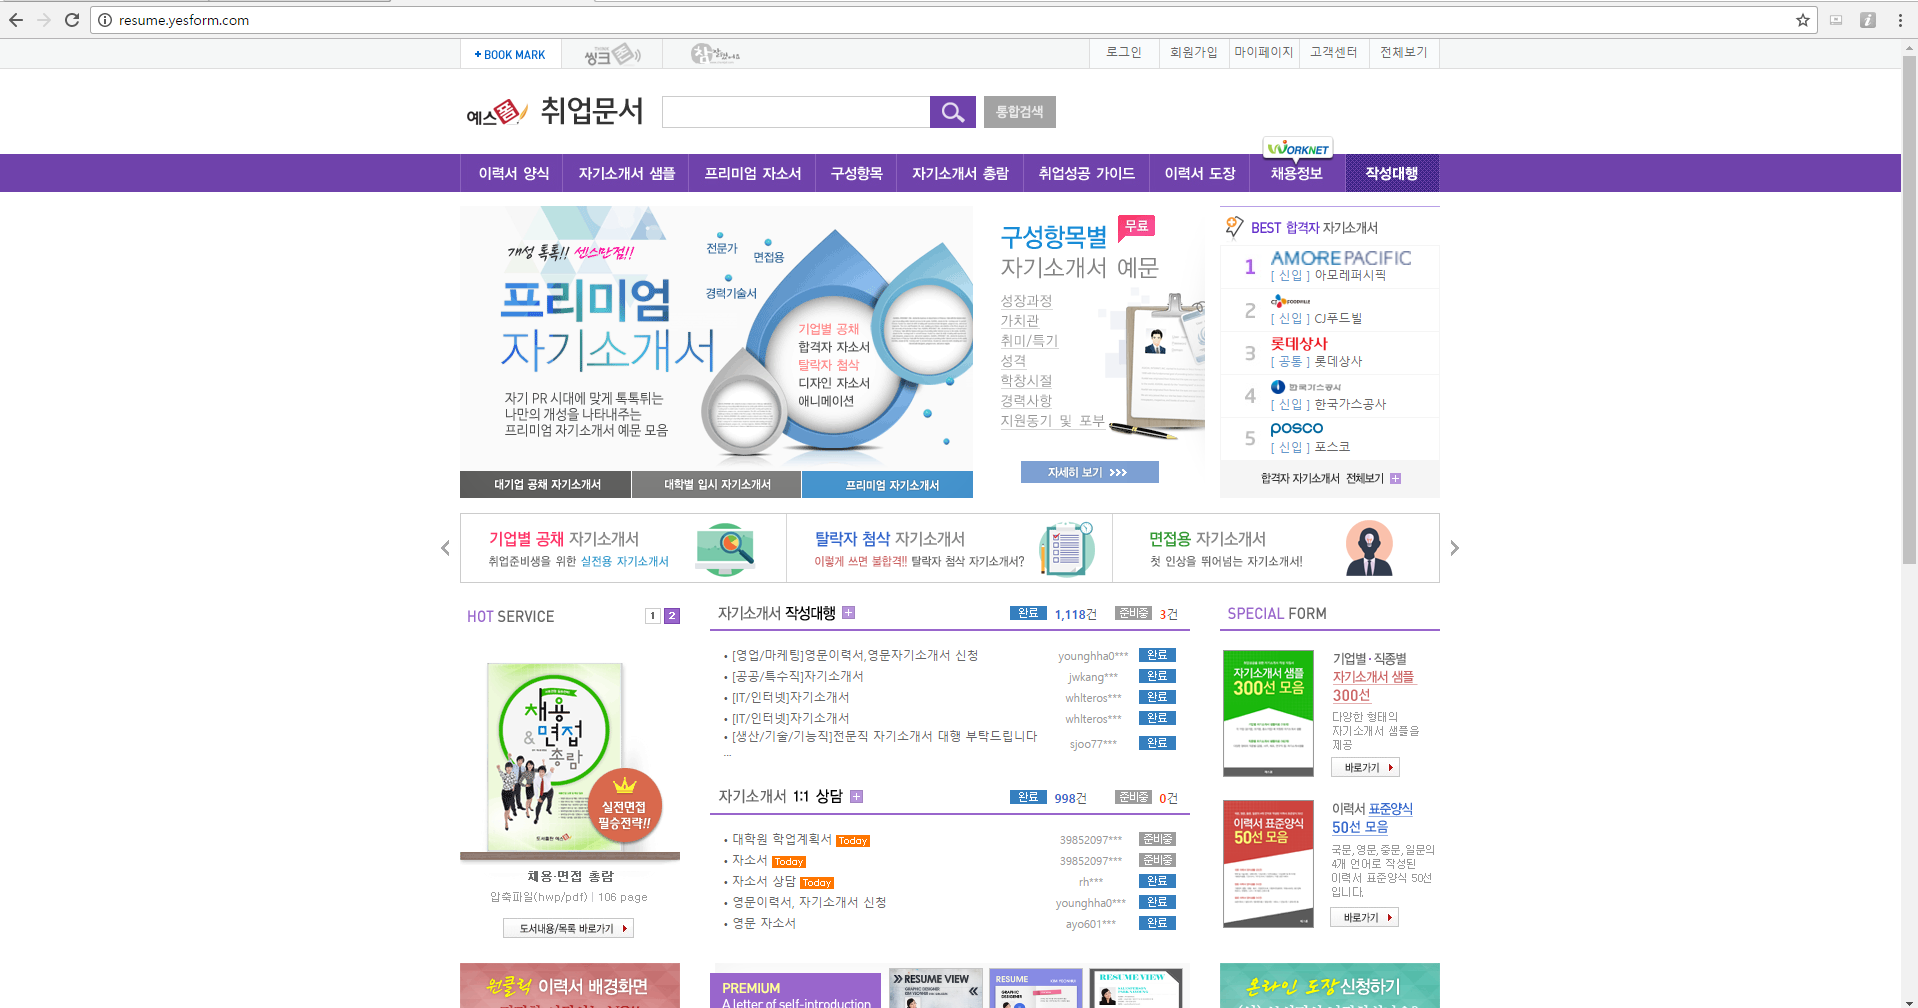 resume.yesform.com
+ BOOK MARK
씽크폼
로그인
회원가입
마이페이지
고객센터
전체보기
예스폼 취업문서
통합검색
WORKNET
이력서 양식
자기소개서 샘플
프리미엄 자소서
구성항목
자기소개서 총람
취업성공 가이드
이력서 도장
채용정보
작성대행
개성 톡톡!! 센스만점!!
프리미엄
자기소개서
자기 PR 시대에 맞게 톡톡튀는
나만의 개성을 나타내주는
프리미엄 자기소개서 예문 모음
전문가
면접용
경력기술서
기업별 공채
합격자 자소서
탈락자 첨삭
디자인 자소서
애니메이션
대기업 공채 자기소개서
대학별 입시 자기소개서
프리미엄 자기소개서
구성항목별 무료
자기소개서 예문
성장과정
가치관
취미/특기
성격
학창시절
경력사항
지원동기 및 포부
자세히 보기 >>>
BEST 합격자 자기소개서
1 AMOREPACIFIC
[ 신입 ] 아모레퍼시픽
2 CJ FOODVILLE
[ 신입 ] CJ푸드빌
3 롯데상사
[ 공통 ] 롯데상사
4 한국가스공사
[ 신입 ] 한국가스공사
5 posco
[ 신입 ] 포스코
합격자 자기소개서 전체보기 +
기업별 공채 자기소개서
취업준비생을 위한 실전용 자기소개서
탈락자 첨삭 자기소개서
이렇게 쓰면 불합격!! 탈락자 첨삭 자기소개서?
면접용 자기소개서
첫 인상을 뛰어넘는 자기소개서!
HOT SERVICE 1 2
채용
& 면접
총람
실전면접
필승전략!!
도서출판 예스폼
채용·면접 총람
압축파일(hwp/pdf) | 106 page
도서내용/목록 바로가기
자기소개서 작성대행 + 완료 1,118건 준비중 3건
• [영업/마케팅]영문이력서,영문자기소개서 신청 younghha0*** 완료
• [공공/특수직]자기소개서 jwkang*** 완료
• [IT/인터넷]자기소개서 whlteros*** 완료
• [IT/인터넷]자기소개서 whlteros*** 완료
• [생산/기술/기능직]전문직 자기소개서 대행 부탁드립니다 sjoo77*** 완료
...
자기소개서 1:1 상담 + 완료 998건 준비중 0건
• 대학원 학업계획서 Today 39852097*** 준비중
• 자소서 Today 39852097*** 준비중
• 자소서 상담 Today rh*** 완료
• 영문이력서, 자기소개서 신청 younghha0*** 완료
• 영문 자소서 ayo601*** 완료
SPECIAL FORM
자기소개서 샘플
300선 모음
기업별·직종별
자기소개서 샘플
300선
다양한 형태의
자기소개서 샘플을
제공
바로가기
이력서 표준양식
50선 모음
이력서 표준양식
50선 모음
국문,영문,중문,일문의
4개 언어로 작성된
이력서 표준양식 50선
입니다.
바로가기
원클릭 이력서 배경화면
PREMIUM
A letter of self-introduction
RESUME VIEW
GRAPHIC DESIGNER
RESUME
GRAPHIC
DESIGNER
RESUME VIEW
온라인 도장 신청하기